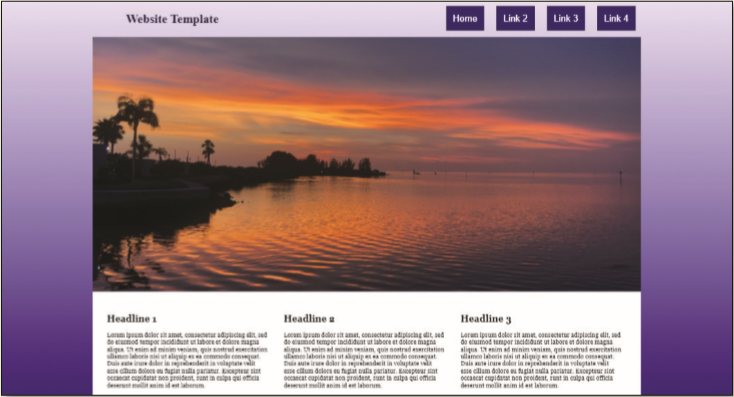 Website Template
Home Link 2 Link 3 Link 4
Headline 1
Lorem ipsum dolor sit amet, consectetur adipiscing elit, sed
do eiusmod tempor incididunt ut labore et dolore magna
aliqua. Ut enim ad minim veniam, quis nostrud exercitation
ullamco laboris nisi ut aliquip ex ea commodo consequat.
Duis aute irure dolor in reprehenderit in voluptate velit
esse cillum dolore eu fugiat nulla pariatur. Excepteur sint
occaecat cupidatat non proident, sunt in culpa qui officia
deserunt mollit anim id est laborum.
Headline 2
Lorem ipsum dolor sit amet, consectetur adipiscing elit, sed
do eiusmod tempor incididunt ut labore et dolore magna
aliqua. Ut enim ad minim veniam, quis nostrud exercitation
ullamco laboris nisi ut aliquip ex ea commodo consequat.
Duis aute irure dolor in reprehenderit in voluptate velit
esse cillum dolore eu fugiat nulla pariatur. Excepteur sint
occaecat cupidatat non proident, sunt in culpa qui officia
deserunt mollit anim id est laborum.
Headline 3
Lorem ipsum dolor sit amet, consectetur adipiscing elit, sed
do eiusmod tempor incididunt ut labore et dolore magna
aliqua. Ut enim ad minim veniam, quis nostrud exercitation
ullamco laboris nisi ut aliquip ex ea commodo consequat.
Duis aute irure dolor in reprehenderit in voluptate velit
esse cillum dolore eu fugiat nulla pariatur. Excepteur sint
occaecat cupidatat non proident, sunt in culpa qui officia
deserunt mollit anim id est laborum.